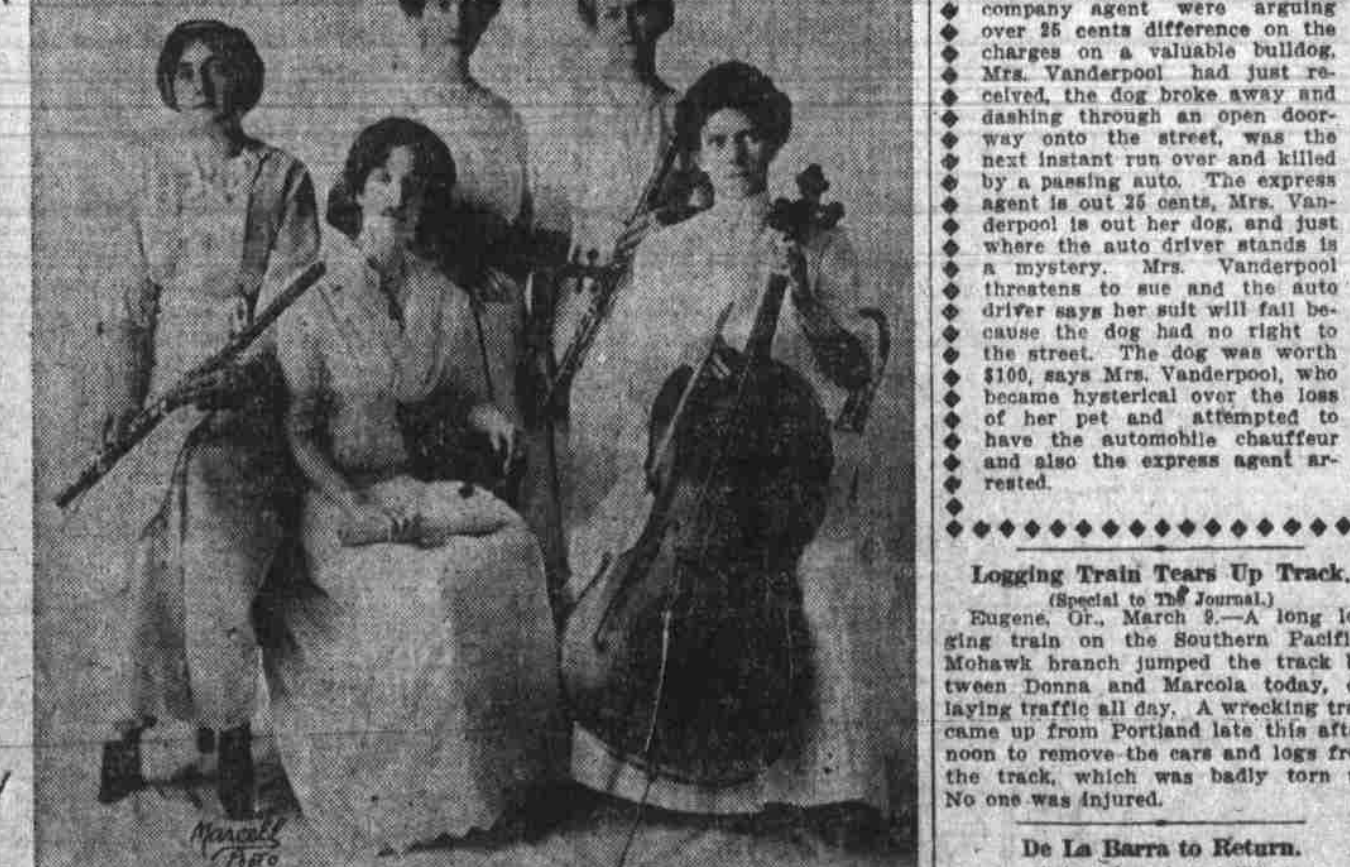 Marcell
Photo
company agent were arguing
over 25 cents difference on the
charges on a valuable bulldog,
Mrs. Vanderpool had just re-
ceived, the dog broke away and
dashing through an open door-
way onto the street, was the
next instant run over and killed
by a passing auto. The express
agent is out 25 cents, Mrs. Van-
derpool is out her dog, and just
where the auto driver stands is
a mystery. Mrs. Vanderpool
threatens to sue and the auto
driver says her suit will fail be-
cause the dog had no right to
the street. The dog was worth
$100, says Mrs. Vanderpool, who
became hysterical over the loss
of her pet and attempted to
have the automobile chauffeur
and also the express agent ar-
rested.
Logging Train Tears Up Track.
(Special to The Journal.)
Eugene, Or., March 9.—A long lo
ging train on the Southern Pacifi
Mohawk branch jumped the track b
tween Donna and Marcola today, d
laying traffic all day. A wrecking tra
came up from Portland late this afte
noon to remove the cars and logs fro
the track, which was badly torn u
No one was injured.
De La Barra to Return.